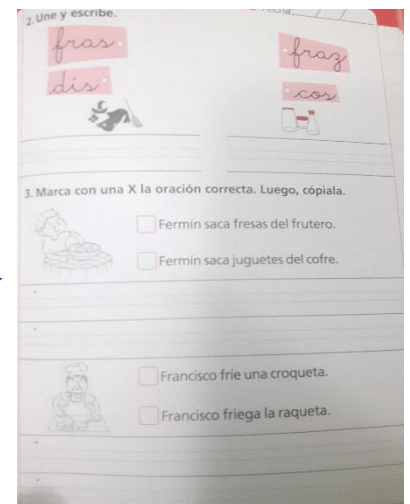 2. Une y escribe.
fras
fraz
dis
cos
3. Marca con una X la oración correcta. Luego, cópiala.
Fermín saca fresas del frutero.
Fermín saca juguetes del cofre.
Francisco fríe una croqueta.
Francisco friega la raqueta.